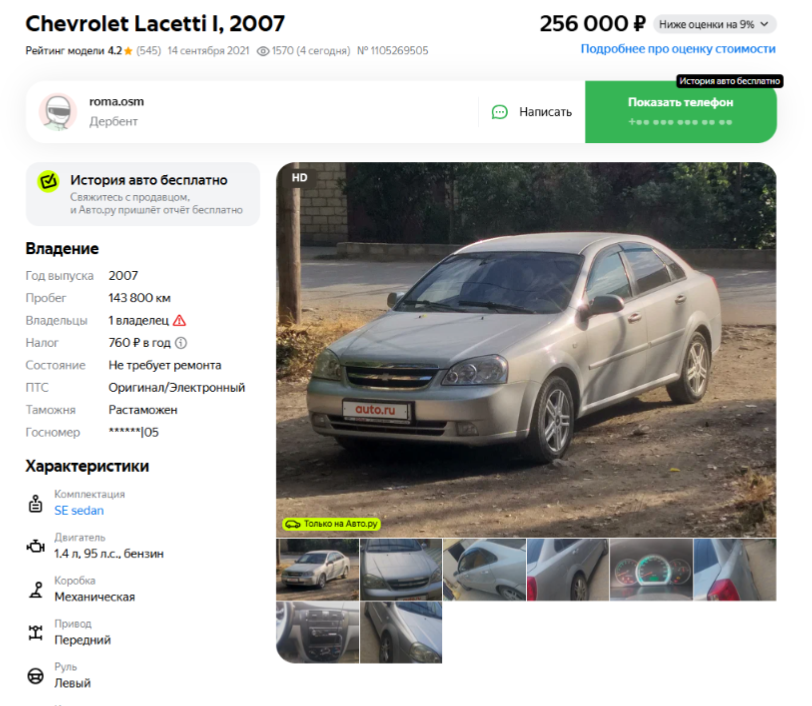 Chevrolet Lacetti I, 2007
256 000 ₽ Ниже оценки на 9%
Рейтинг модели 4.2 (545) 14 сентября 2021 1570 (4 сегодня) № 1105269505
Подробнее про оценку стоимости
История авто бесплатно
roma.osm
Дербент
Написать
Показать телефон
+•• ••• ••• •• ••
История авто бесплатно
Свяжитесь с продавцом,
и Авто.ру пришлёт отчёт бесплатно
HD
Владение
Год выпуска 2007
Пробег 143 800 км
Владельцы 1 владелец
Налог 760 ₽ в год
Состояние Не требует ремонта
ПТС Оригинал/Электронный
Таможня Растаможен
Госномер ******|05
auto.ru
Характеристики
Комплектация
SE sedan
Только на Авто.ру
Двигатель
1.4 л, 95 л.с., бензин
Коробка
Механическая
Привод
Передний
Руль
Левый